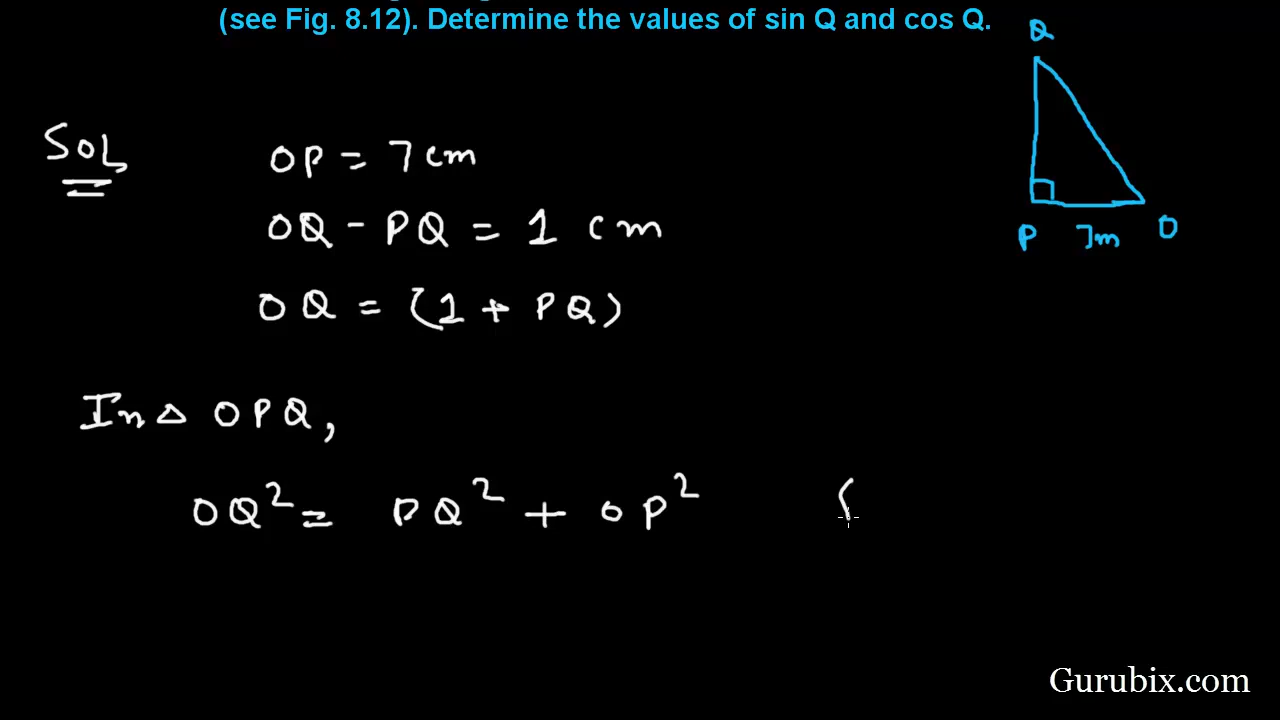 (see Fig. 8.12). Determine the values of sin Q and cos Q.
Q
SOL
OP = 7 cm
OQ - PQ = 1 cm
P 7m O
OQ = (1 + PQ)
In Δ OPQ,
OQ² = PQ² + OP² {
Gurubix.com